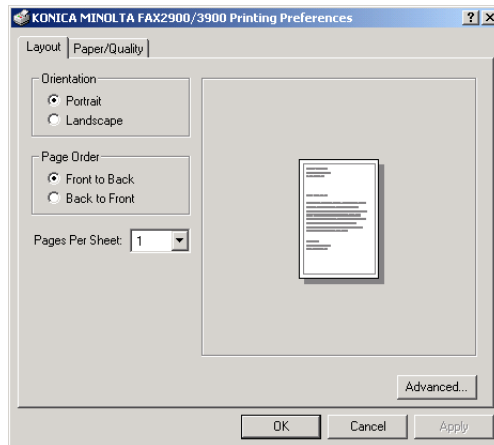 KONICA MINOLTA FAX2900/3900 Printing Preferences
Layout
Paper/Quality
Orientation
Portrait
Landscape
Page Order
Front to Back
Back to Front
Pages Per Sheet: 1
Advanced...
OK
Cancel
Apply